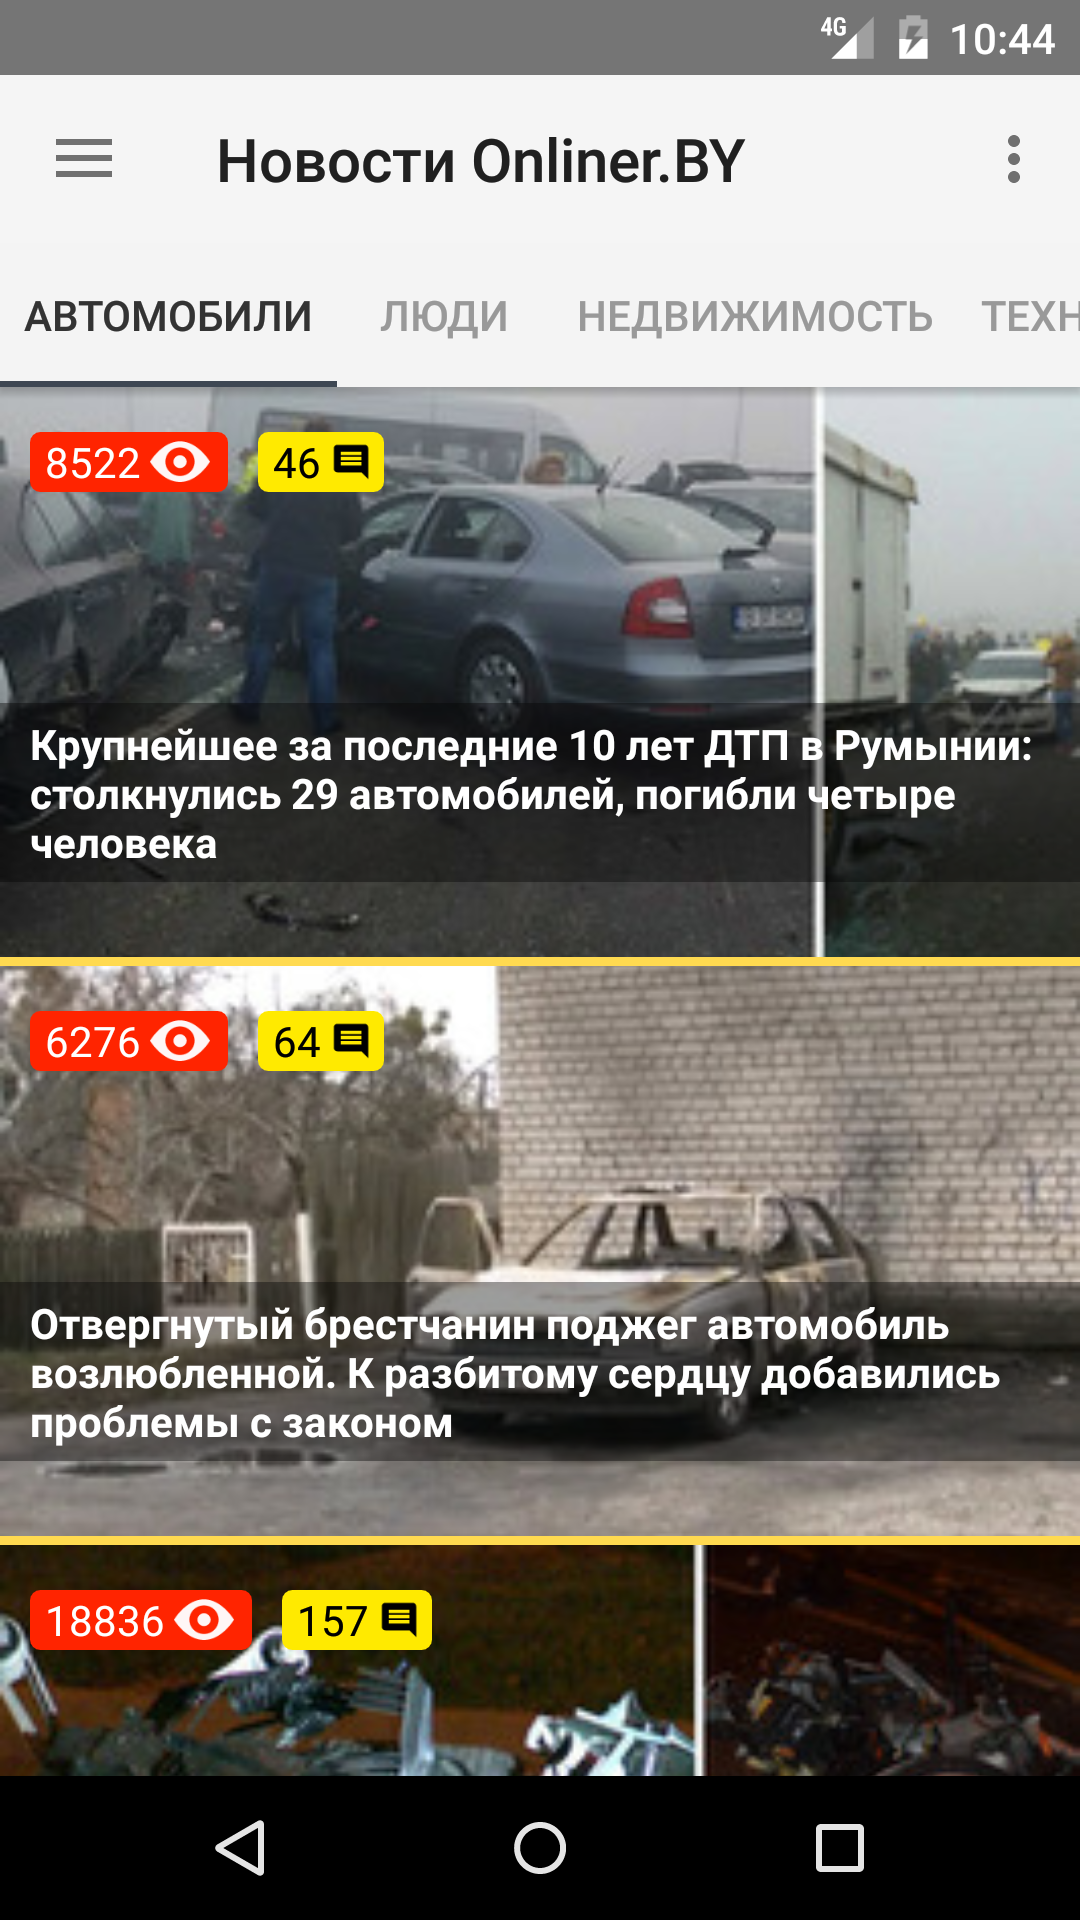 4G 10:44
Новости Onliner.BY
АВТОМОБИЛИ ЛЮДИ НЕДВИЖИМОСТЬ ТЕХН
8522 46
Крупнейшее за последние 10 лет ДТП в Румынии:
столкнулись 29 автомобилей, погибли четыре
человека
6276 64
Отвергнутый брестчанин поджег автомобиль
возлюбленной. К разбитому сердцу добавились
проблемы с законом
18836 157